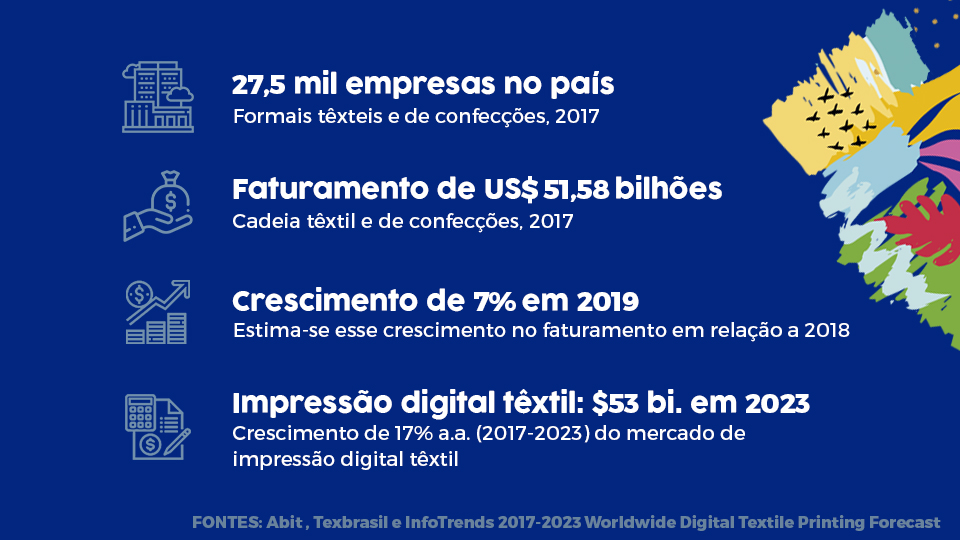 27,5 mil empresas no país
Formais têxteis e de confecções, 2017
Faturamento de US$ 51,58 bilhões
Cadeia têxtil e de confecções, 2017
Crescimento de 7% em 2019
Estima-se esse crescimento no faturamento em relação a 2018
Impressão digital têxtil: $53 bi. em 2023
Crescimento de 17% a.a. (2017-2023) do mercado de
impressão digital têxtil
FONTES: Abit , Texbrasil e InfoTrends 2017-2023 Worldwide Digital Textile Printing Forecast